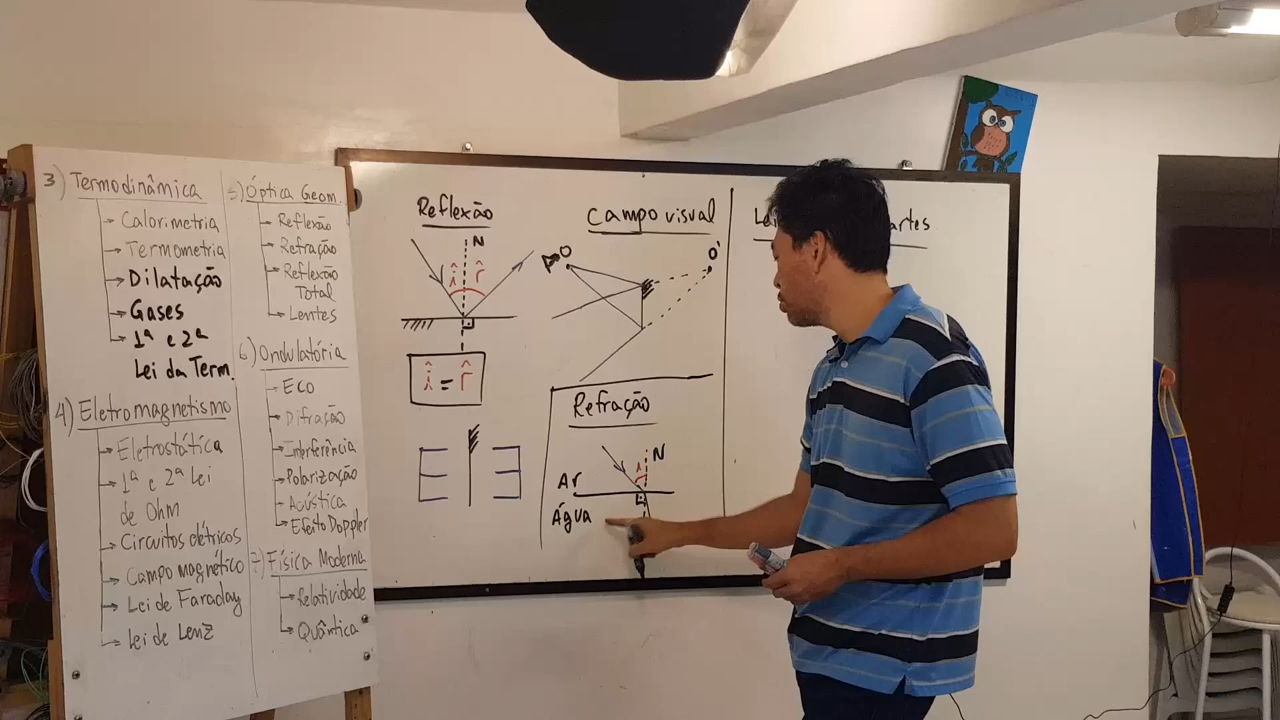 3) Termodinâmica
Calorimetria
Termometria
Dilatação
Gases
1ª e 2ª
Lei da Term.
4) Eletromagnetismo
Eletrostática
1ª e 2ª Lei
de Ohm
Circuitos elétricos
Campo magnético
Lei de Faraday
Lei de Lenz
5) Óptica Geom.
Reflexão
Refração
Reflexão
Total
Lentes
6) Ondulatória
Eco
Difração
Interferência
Polarização
Acústica
Efeito Doppler
7) Física Moderna
Relatividade
Quântica
Reflexão
N
î r̂
î = r̂
Campo visual
O O'
Refração
N
i
Ar
Água